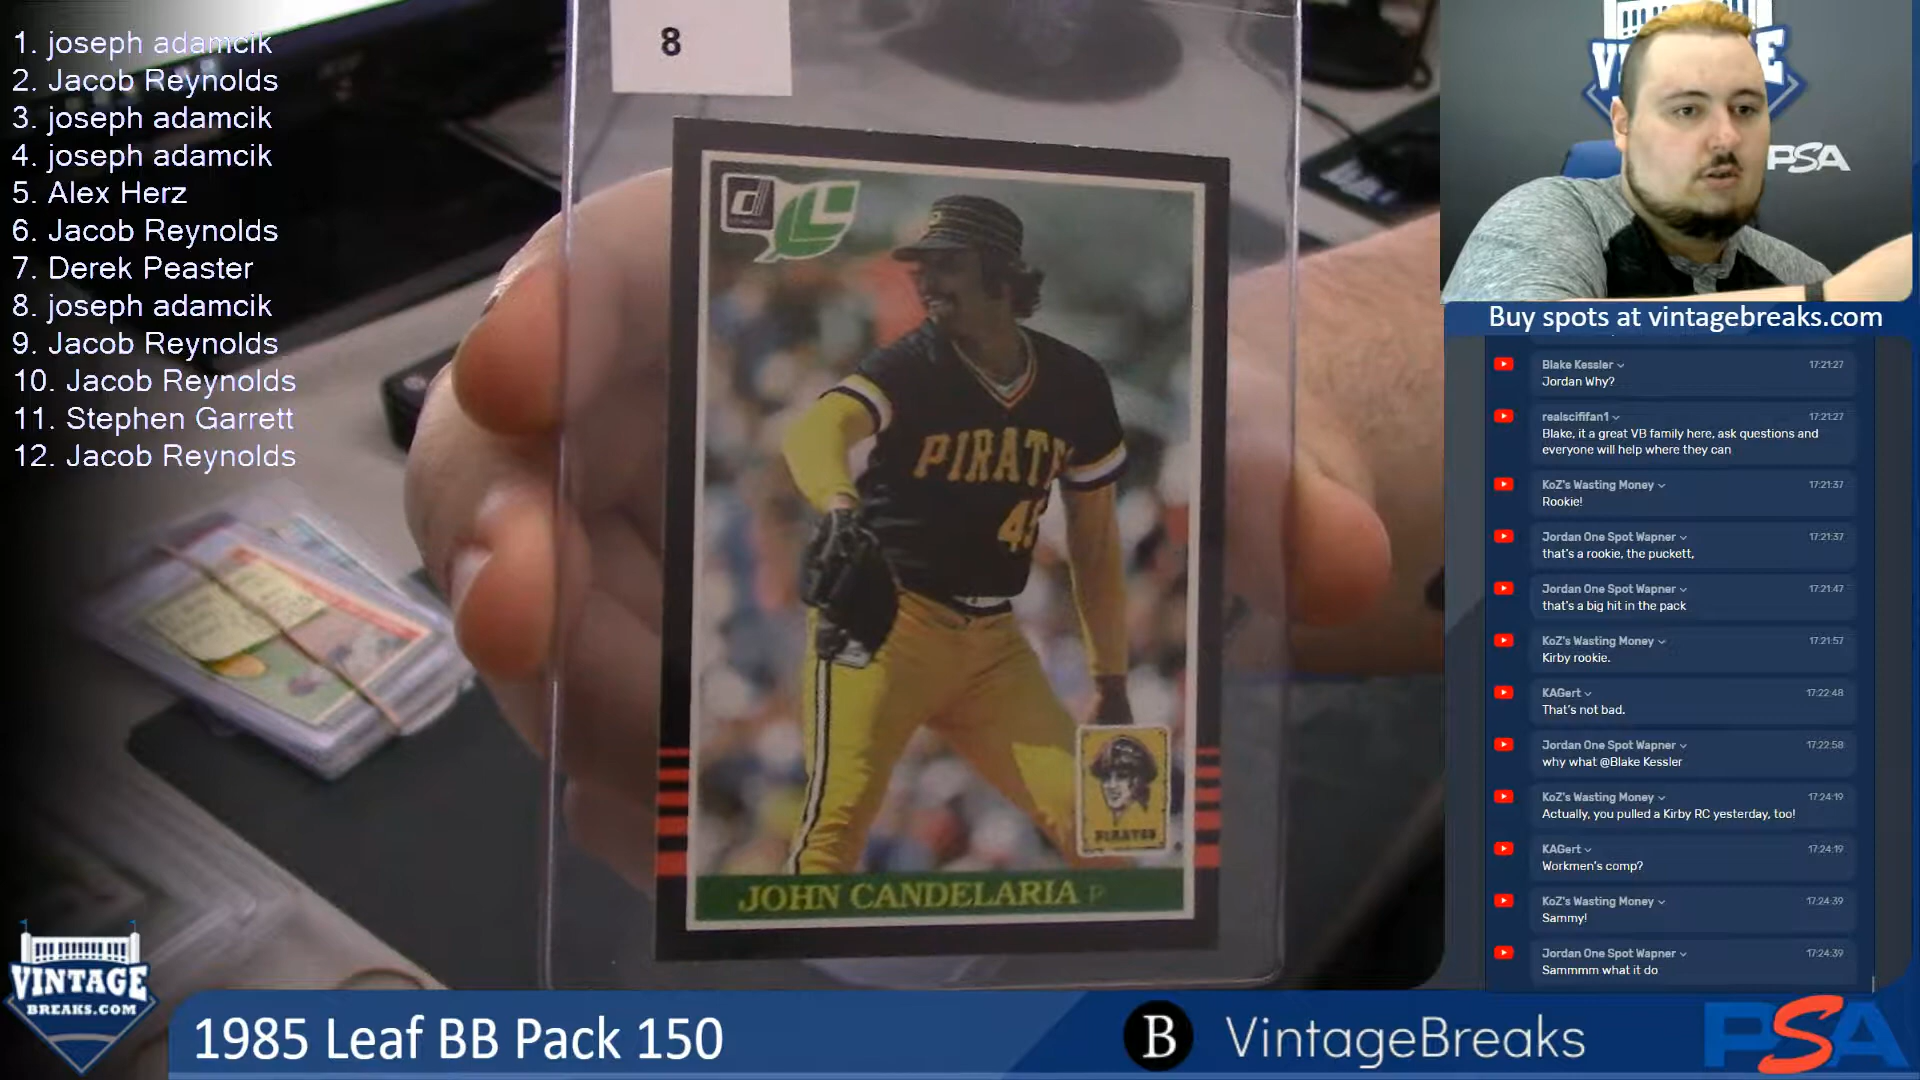 1. joseph adamcik
2. Jacob Reynolds
3. joseph adamcik
4. joseph adamcik
5. Alex Herz
6. Jacob Reynolds
7. Derek Peaster
8. joseph adamcik
9. Jacob Reynolds
10. Jacob Reynolds
11. Stephen Garrett
12. Jacob Reynolds
8
d
L
PIRATE
45
PIRATES
JOHN CANDELARIA P
PSA
Buy spots at vintagebreaks.com
Blake Kessler 17:21:27
Jordan Why?
realscififan1 17:21:27
Blake, it a great VB family here, ask questions and
everyone will help where they can
KoZ's Wasting Money 17:21:37
Rookie!
Jordan One Spot Wapner 17:21:37
that's a rookie, the puckett,
Jordan One Spot Wapner 17:21:47
that's a big hit in the pack
KoZ's Wasting Money 17:21:57
Kirby rookie.
KAGert 17:22:48
That's not bad.
Jordan One Spot Wapner 17:22:58
why what @Blake Kessler
KoZ's Wasting Money 17:24:19
Actually, you pulled a Kirby RC yesterday, too!
KAGert 17:24:19
Workmen's comp?
KoZ's Wasting Money 17:24:39
Sammy!
Jordan One Spot Wapner 17:24:39
Sammmm what it do
VINTAGE
BREAKS.COM
1985 Leaf BB Pack 150
B VintageBreaks
PSA